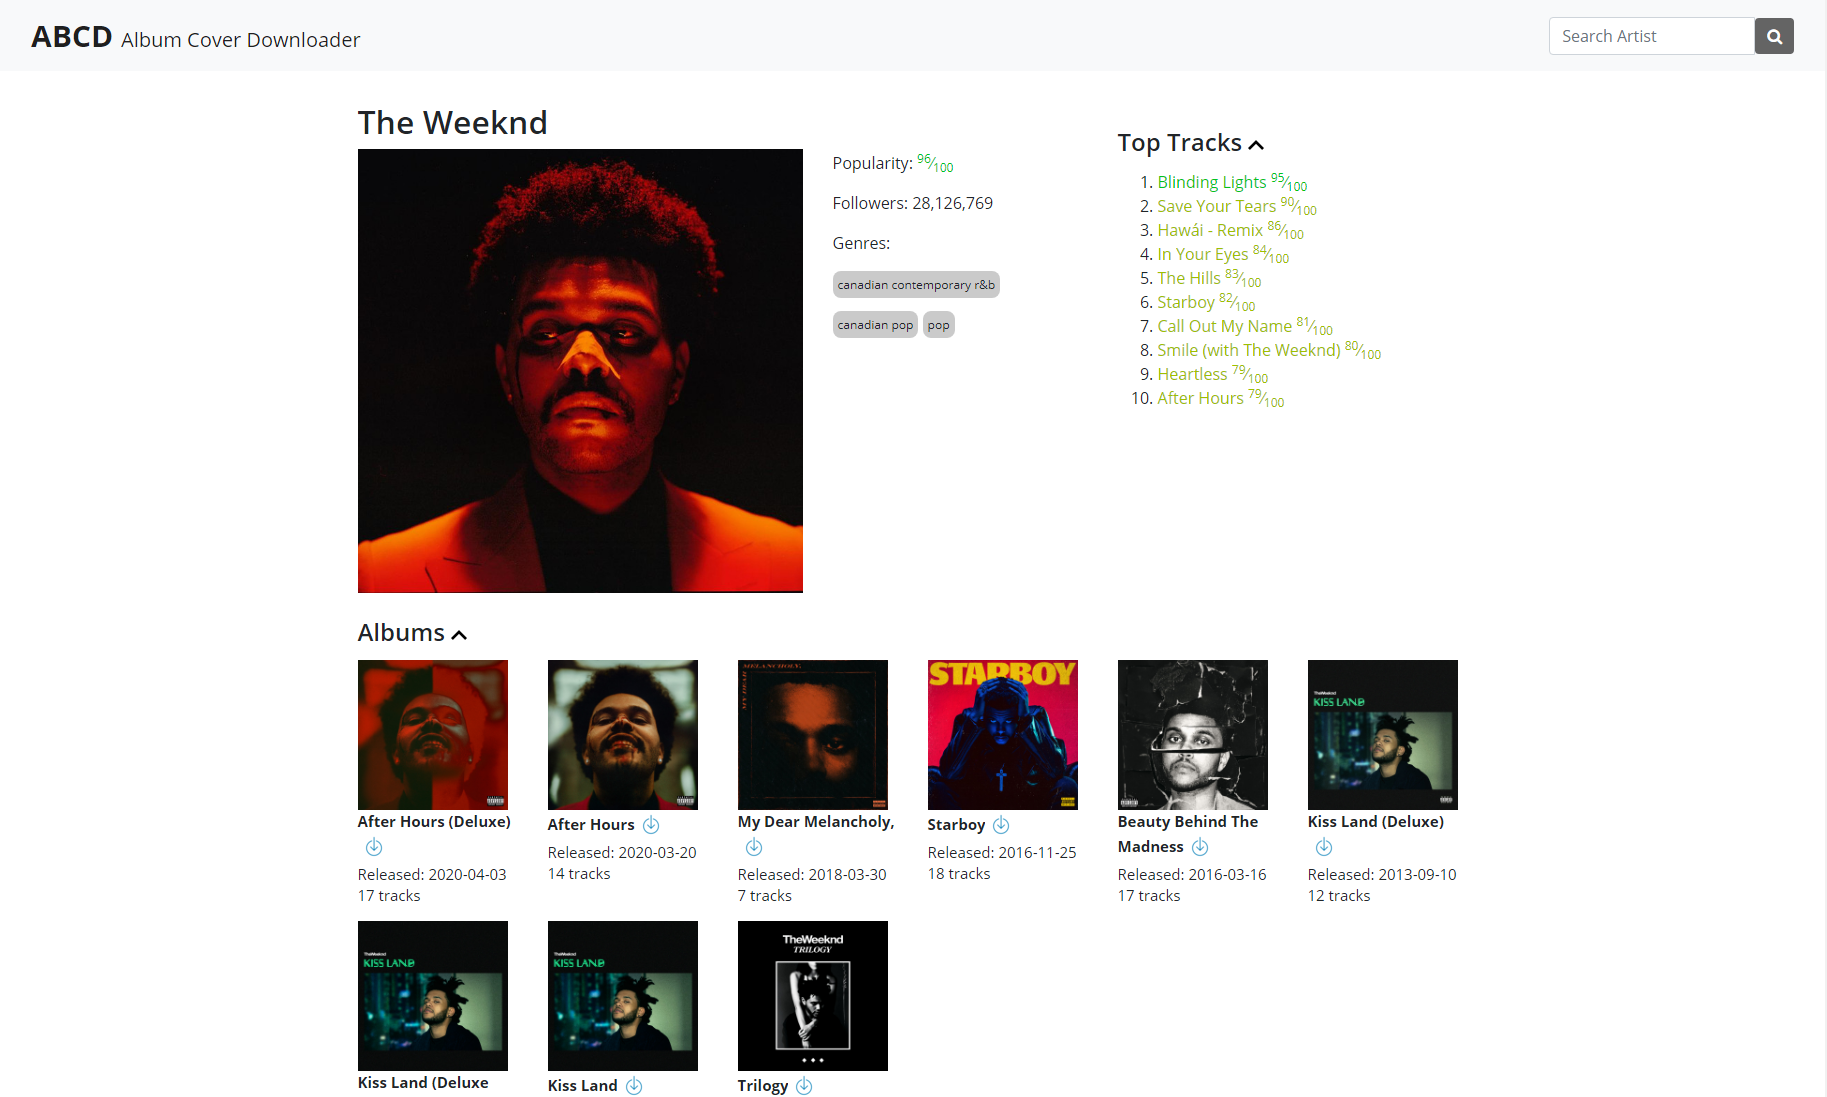 ABCD Album Cover Downloader
Search Artist
The Weeknd
Popularity: 96⁄100
Followers: 28,126,769
Genres:
canadian contemporary r&b
canadian pop pop
Top Tracks
1. Blinding Lights 95⁄100
2. Save Your Tears 90⁄100
3. Hawái - Remix 86⁄100
4. In Your Eyes 84⁄100
5. The Hills 83⁄100
6. Starboy 82⁄100
7. Call Out My Name 81⁄100
8. Smile (with The Weeknd) 80⁄100
9. Heartless 79⁄100
10. After Hours 79⁄100
Albums
After Hours (Deluxe)
Released: 2020-04-03
17 tracks
After Hours
Released: 2020-03-20
14 tracks
MY DEAR
MELANCHOLY,
My Dear Melancholy,
Released: 2018-03-30
7 tracks
STARBOY
Starboy
Released: 2016-11-25
18 tracks
Beauty Behind The
Madness
Released: 2016-03-16
17 tracks
TheWeeknd
KISS LAND
Kiss Land (Deluxe)
Released: 2013-09-10
12 tracks
TheWeeknd
KISS LAND
Kiss Land (Deluxe
TheWeeknd
KISS LAND
Kiss Land
TheWeeknd
TRILOGY
Trilogy